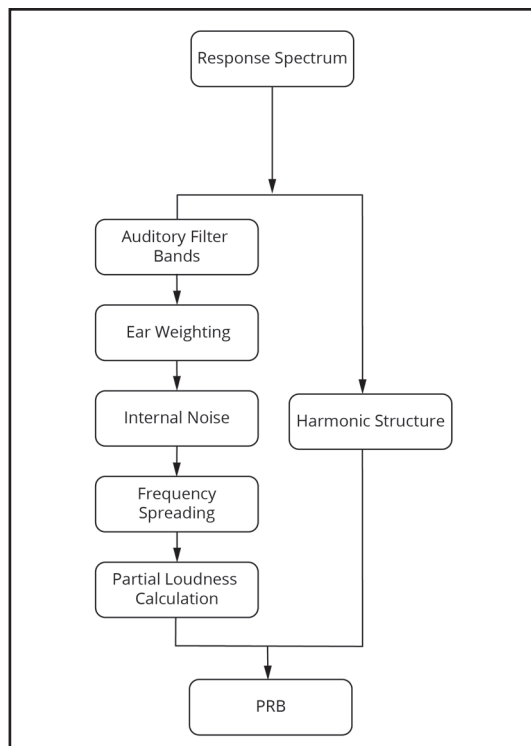 Response Spectrum
Auditory Filter
Bands
Ear Weighting
Internal Noise
Harmonic Structure
Frequency
Spreading
Partial Loudness
Calculation
PRB